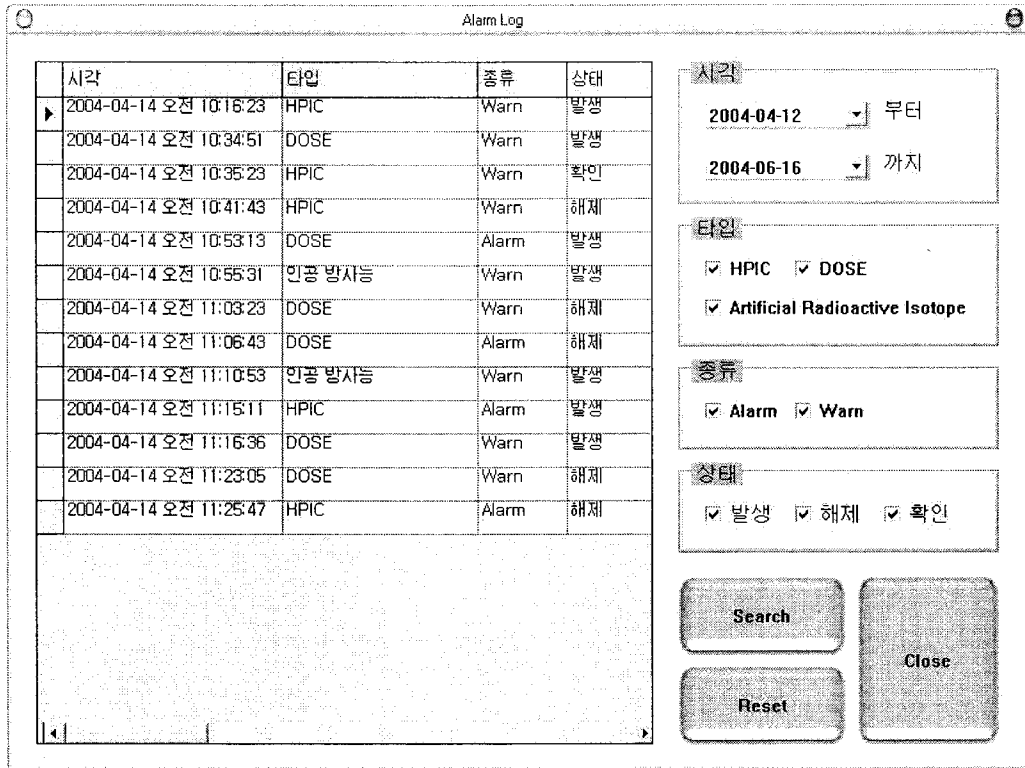 Alarm Log
시각 타입 종류 상태
2004-04-14 오전 10:16:23 HPIC Warn 발생
2004-04-14 오전 10:34:51 DOSE Warn 발생
2004-04-14 오전 10:35:23 HPIC Warn 확인
2004-04-14 오전 10:41:43 HPIC Warn 해제
2004-04-14 오전 10:53:13 DOSE Alarm 발생
2004-04-14 오전 10:55:31 인공 방사능 Warn 발생
2004-04-14 오전 11:03:23 DOSE Warn 해제
2004-04-14 오전 11:06:43 DOSE Alarm 해제
2004-04-14 오전 11:10:53 인공 방사능 Warn 발생
2004-04-14 오전 11:15:11 HPIC Alarm 발생
2004-04-14 오전 11:16:36 DOSE Warn 발생
2004-04-14 오전 11:23:05 DOSE Warn 해제
2004-04-14 오전 11:25:47 HPIC Alarm 해제
시각
2004-04-12 부터
2004-06-16 까지
타입
HPIC DOSE
Artificial Radioactive Isotope
종류
Alarm Warn
상태
발생 해제 확인
Search
Close
Reset